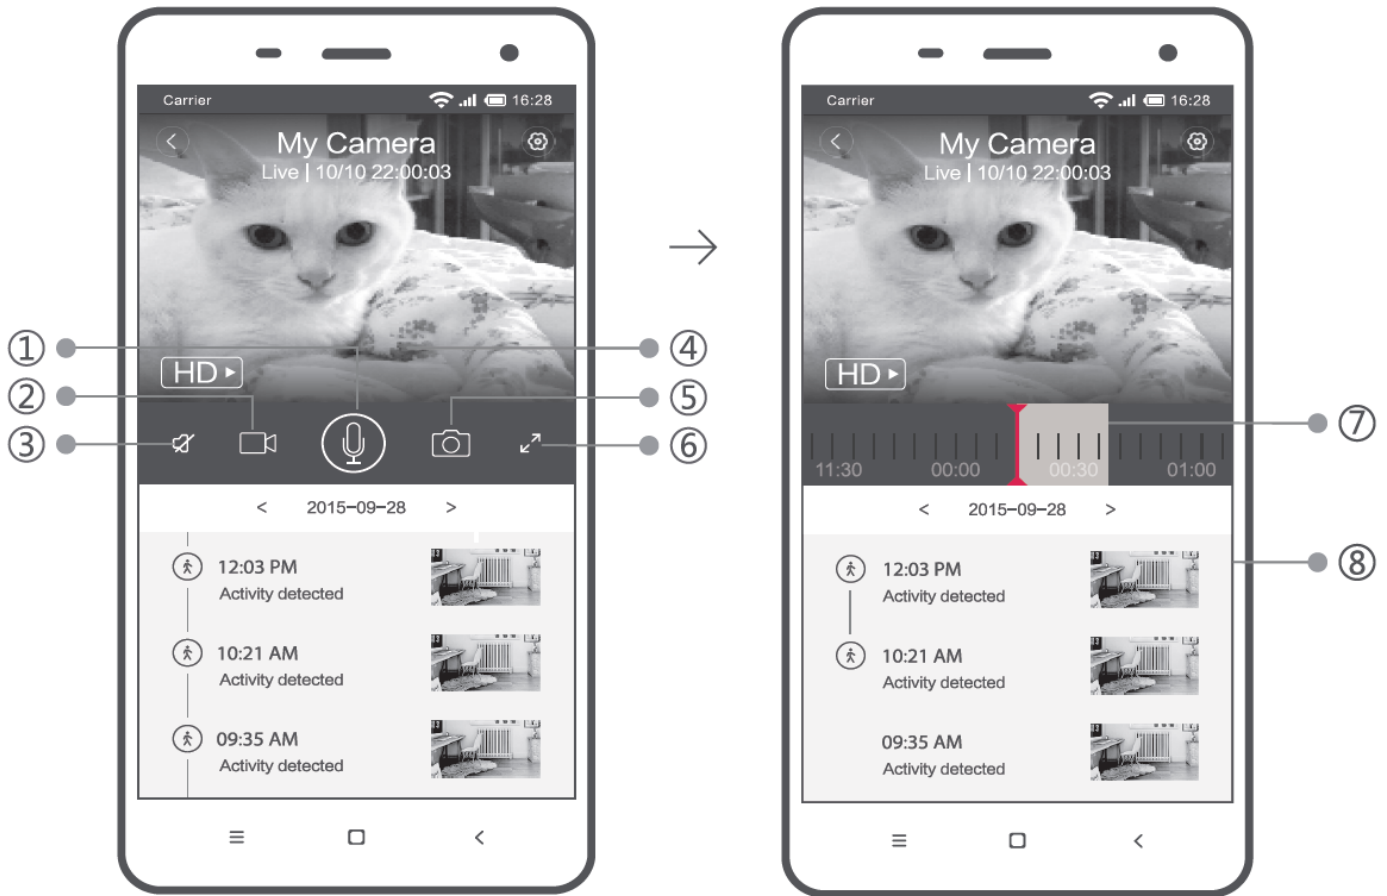 Carrier 16:28
My Camera
Live | 10/10 22:00:03
HD
① ④
② ⑤
③ ⑥
< 2015-09-28 >
12:03 PM
Activity detected
10:21 AM
Activity detected
09:35 AM
Activity detected
Carrier 16:28
My Camera
Live | 10/10 22:00:03
HD
⑦
11:30 00:00 00:30 01:00
< 2015-09-28 >
⑧
12:03 PM
Activity detected
10:21 AM
Activity detected
09:35 AM
Activity detected